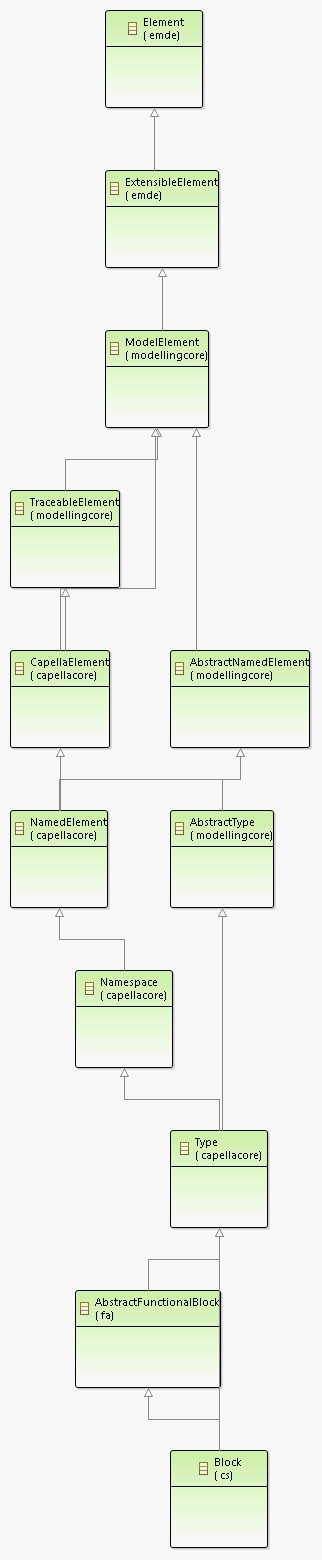 Element
( emde)
ExtensibleElement
( emde)
ModelElement
( modellingcore)
TraceableElement
( modellingcore)
CapellaElement
( capellacore)
AbstractNamedElement
( modellingcore)
NamedElement
( capellacore)
AbstractType
( modellingcore)
Namespace
( capellacore)
Type
( capellacore)
AbstractFunctionalBlock
( fa)
Block
( cs)